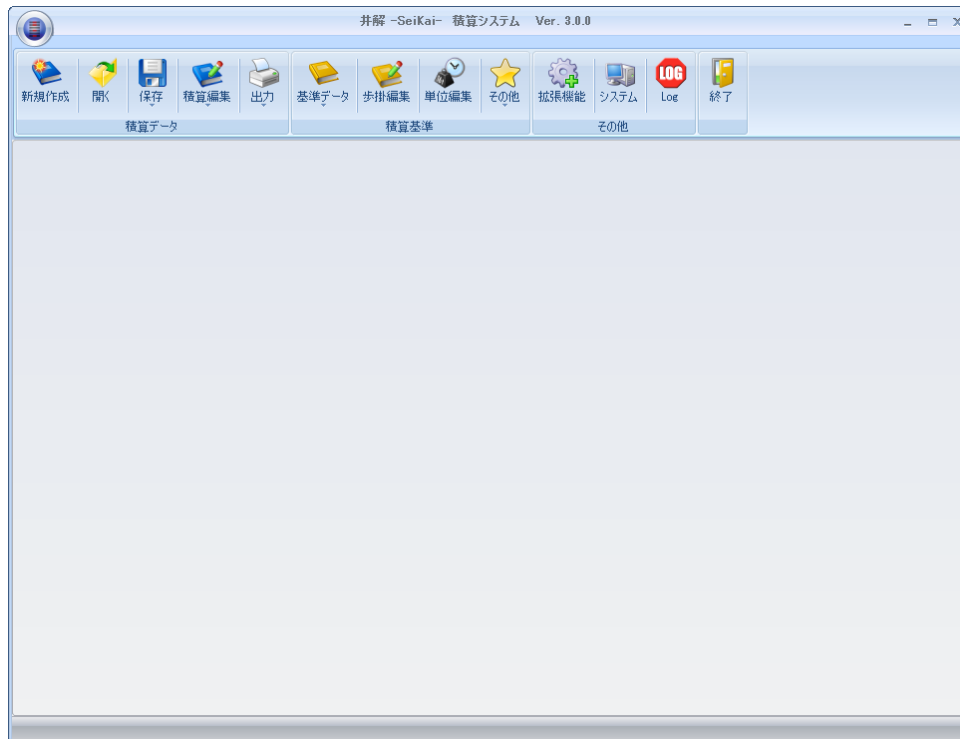 井解 -SeiKai- 積算システム Ver. 3.0.0
新規作成 開く 保存 積算編集 出力 基準データ 歩掛編集 単位編集 その他 拡張機能 システム LOG Log 終了
積算データ 積算基準 その他